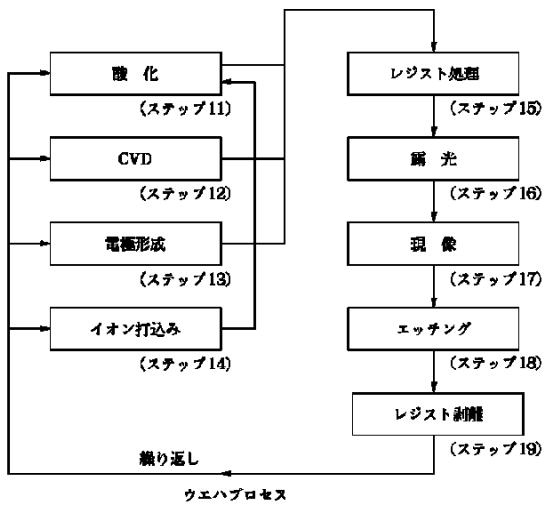 酸 化
(ステップ11)
CVD
(ステップ12)
電極形成
(ステップ13)
イオン打込み
(ステップ14)
レジスト処理
(ステップ15)
露 光
(ステップ16)
現 像
(ステップ17)
エッチング
(ステップ18)
レジスト剥離
(ステップ19)
繰り返し
ウエハプロセス